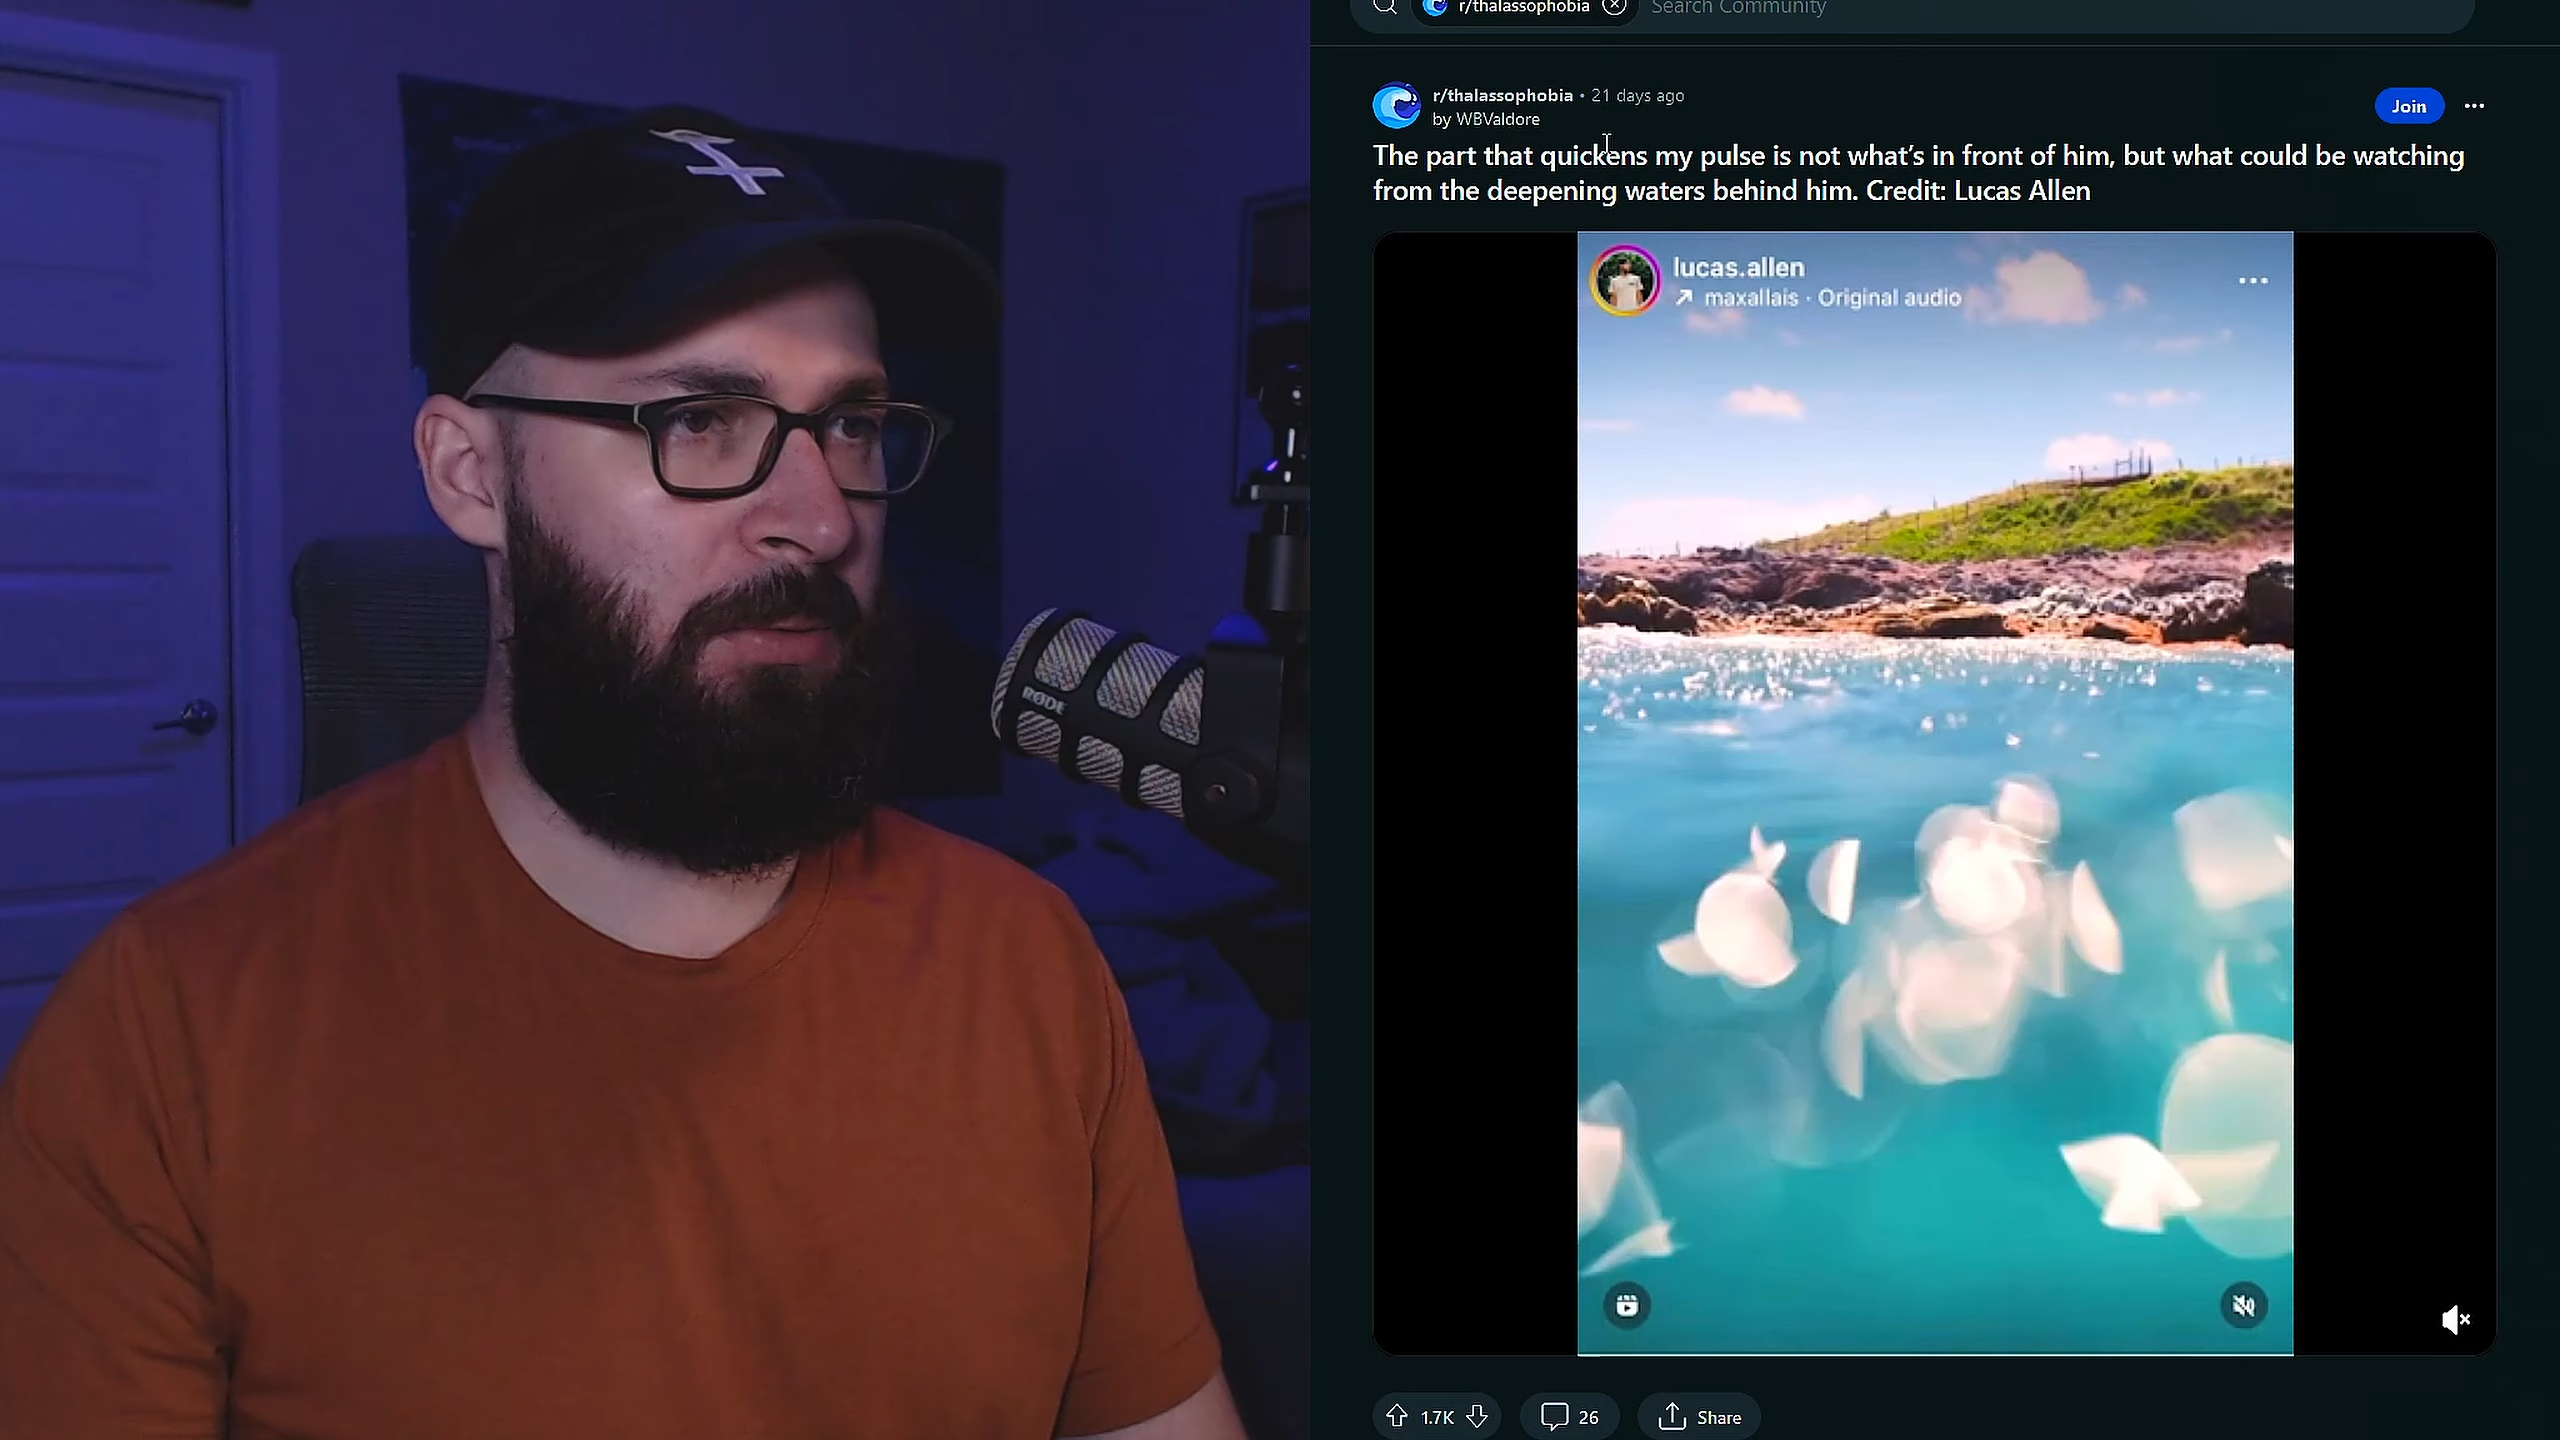 r/thalassophobia
Search Community
r/thalassophobia • 21 days ago
by WBValdore
Join
The part that quickens my pulse is not what’s in front of him, but what could be watching
from the deepening waters behind him. Credit: Lucas Allen
lucas.allen
maxallais · Original audio
RØDE
1.7K
26
Share